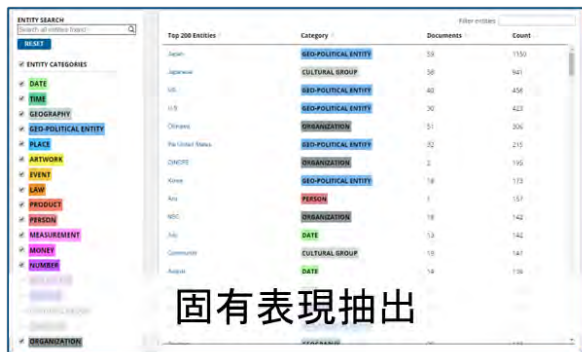 ENTITY SEARCH
Search all entities
RESET
ENTITY CATEGORIES
DATE
TIME
GEOGRAPHY
GEO-POLITICAL ENTITY
PLACE
ARTWORK
EVENT
LAW
PRODUCT
PERSON
MEASUREMENT
MONEY
NUMBER
ORGANIZATION
Filter entities
Top 200 Entities Category Documents Count
Japan GEO-POLITICAL ENTITY 59 1150
Japanese CULTURAL GROUP 58 941
US GEO-POLITICAL ENTITY 40 458
U.S GEO-POLITICAL ENTITY 30 423
Okinawa ORGANIZATION 51 306
the United States GEO-POLITICAL ENTITY 32 215
ORGANIZATION 2 195
Korea GEO-POLITICAL ENTITY 18 173
PERSON 1 157
NSC ORGANIZATION 18 142
July DATE 53 142
Communist CULTURAL GROUP 19 141
August DATE 14
固有表現抽出